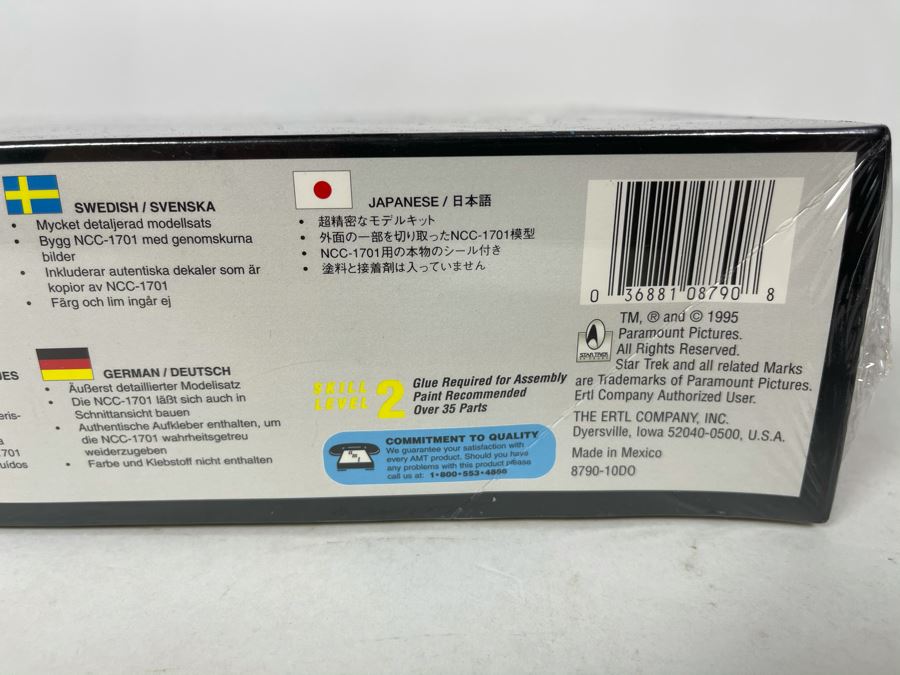 SWEDISH / SVENSKA
• Mycket detaljerad modellsats
• Bygg NCC-1701 med genomskurna
bilder
• Inkluderar autentiska dekaler som är
kopior av NCC-1701
• Färg och lim ingår ej
JAPANESE / 日本語
• 超精密なモデルキット
• 外面の一部を切り取ったNCC-1701模型
• NCC-1701用の本物のシール付き
• 塗料と接着剤は入っていません
GERMAN / DEUTSCH
• Äußerst detaillierter Modelisatz
• Die NCC-1701 läßt sich auch in
Schnittansicht bauen
• Authentische Aufkleber enthalten, um
die NCC-1701 wahrheitsgetreu
wiederzugeben
• Farbe und Klebstoff nicht enthalten
701
uidos
SKILL
LEVEL 2
Glue Required for Assembly
Paint Recommended
Over 35 Parts
COMMITMENT TO QUALITY
We guarantee your satisfaction with
every AMT product. Should you have
any problems with this product please
call us at: 1-800-553-4886
amt
0 36881 08790 8
TM, ® and © 1995
Paramount Pictures.
All Rights Reserved.
Star Trek and all related Marks
are Trademarks of Paramount Pictures.
Ertl Company Authorized User.
STAR TREK
THE ERTL COMPANY, INC.
Dyersville, Iowa 52040-0500, U.S.A.
Made in Mexico
8790-10DO